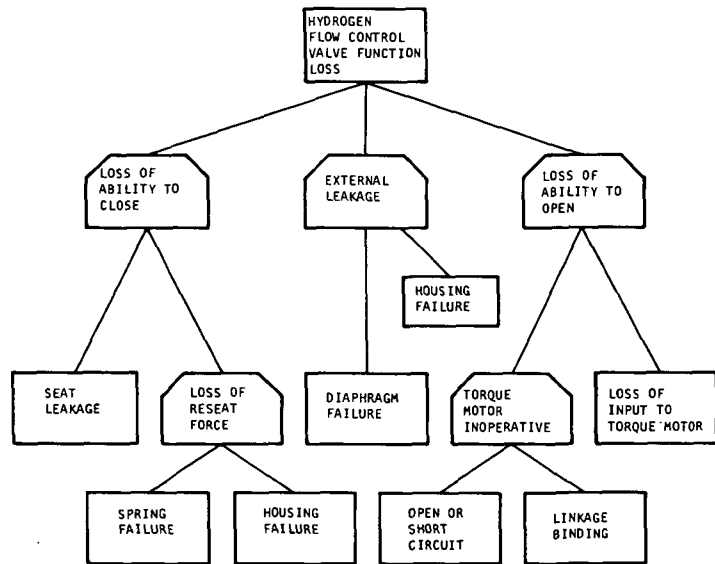 HYDROGEN
FLOW CONTROL
VALVE FUNCTION
LOSS
LOSS OF
ABILITY TO
CLOSE
EXTERNAL
LEAKAGE
LOSS OF
ABILITY TO
OPEN
HOUSING
FAILURE
SEAT
LEAKAGE
LOSS OF
RESEAT
FORCE
DIAPHRAGM
FAILURE
TORQUE
MOTOR
INOPERATIVE
LOSS OF
INPUT TO
TORQUE MOTOR
SPRING
FAILURE
HOUSING
FAILURE
OPEN OR
SHORT
CIRCUIT
LINKAGE
BINDING